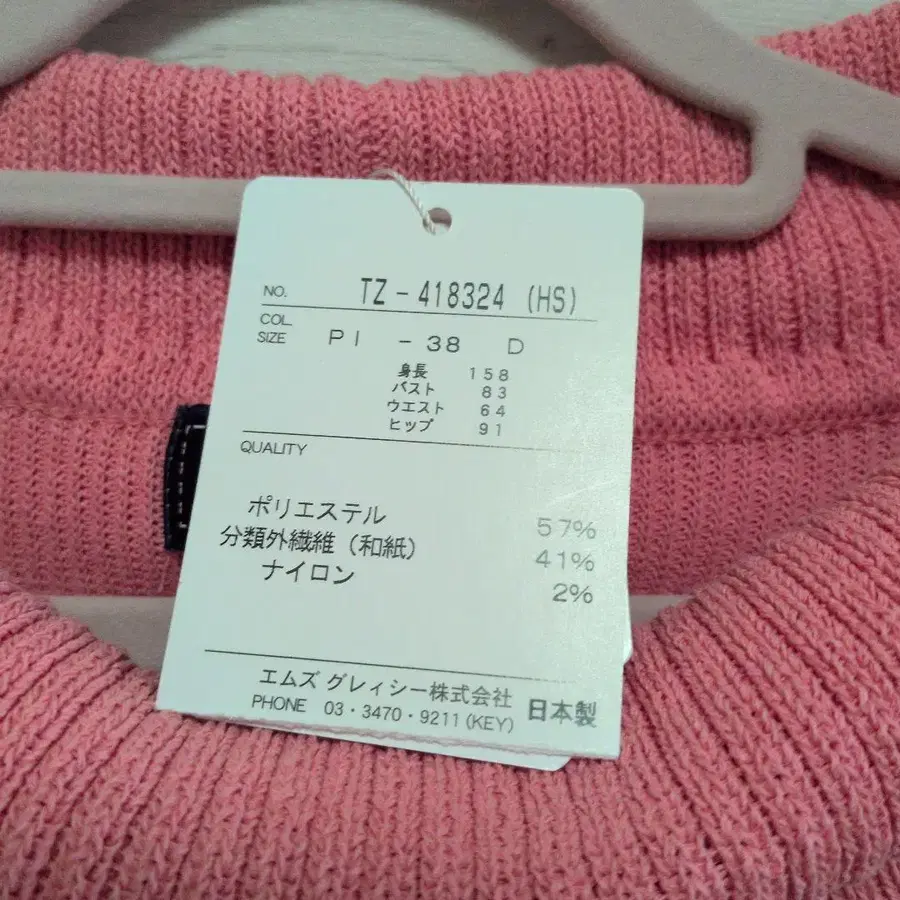 NO. TZ-418324 (HS)
COL.
SIZE PI -38 D
身長 158
バスト 83
ウエスト 64
ヒップ 91
QUALITY
ポリエステル 57%
分類外繊維(和紙) 41%
ナイロン 2%
エムズ グレィシー株式会社 日本製
PHONE 03・3470・9211(KEY)